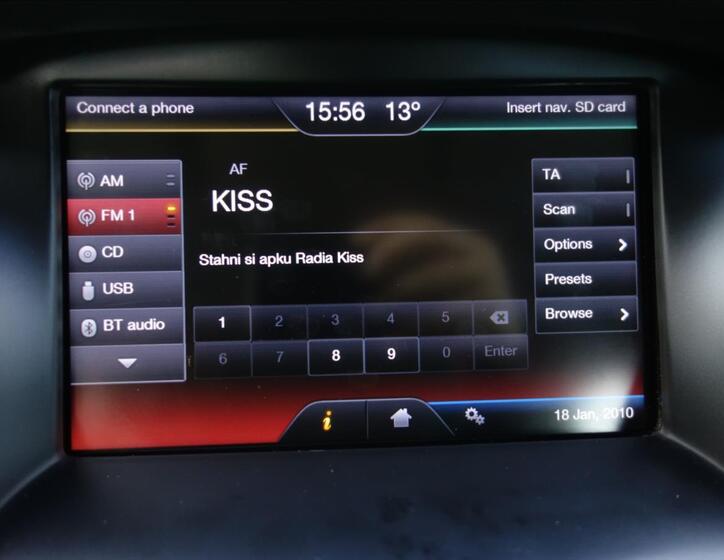 Connect a phone
15:56 13°
Insert nav. SD card
AM
FM 1
CD
USB
BT audio
AF
KISS
Stahni si apku Radia Kiss
1 2 3 4 5
6 7 8 9 0 Enter
TA
Scan
Options
Presets
Browse
i
18 Jan, 2010